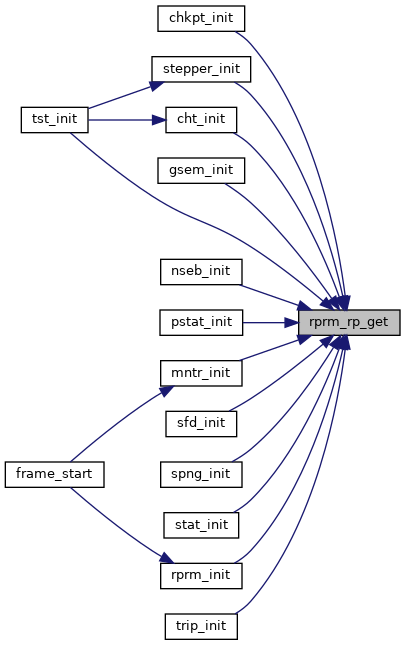 chkpt_init
stepper_init
tst_init
cht_init
gsem_init
nseb_init
pstat_init
rprm_rp_get
mntr_init
sfd_init
frame_start
spng_init
stat_init
rprm_init
trip_init